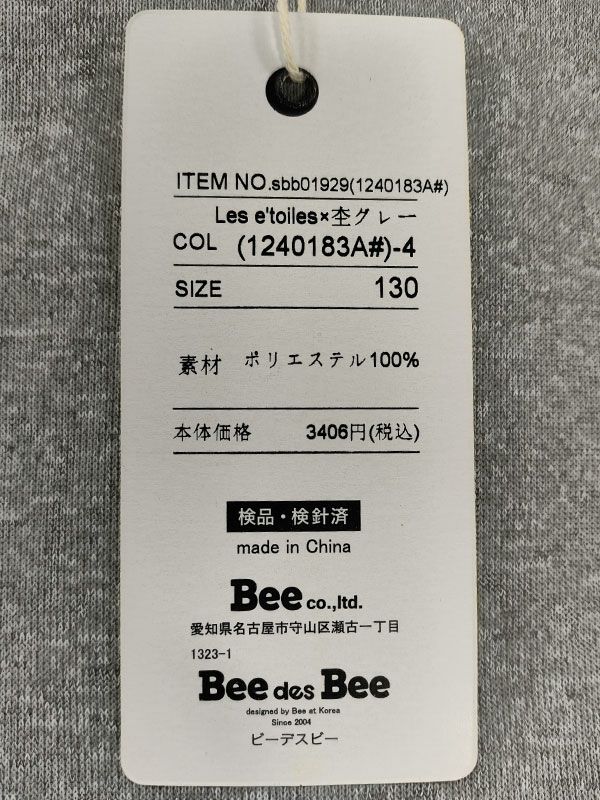 ITEM NO.sbb01929(1240183A#)
Les e'toiles×杢グレー
COL (1240183A#)-4
SIZE 130
素材 ポリエステル100%
本体価格 3406円(税込)
検品・検針済
made in China
Bee co.,ltd.
愛知県名古屋市守山区瀬古一丁目
1323-1
Bee des Bee
designed by Bee at Korea
Since 2004
ビーデスビー